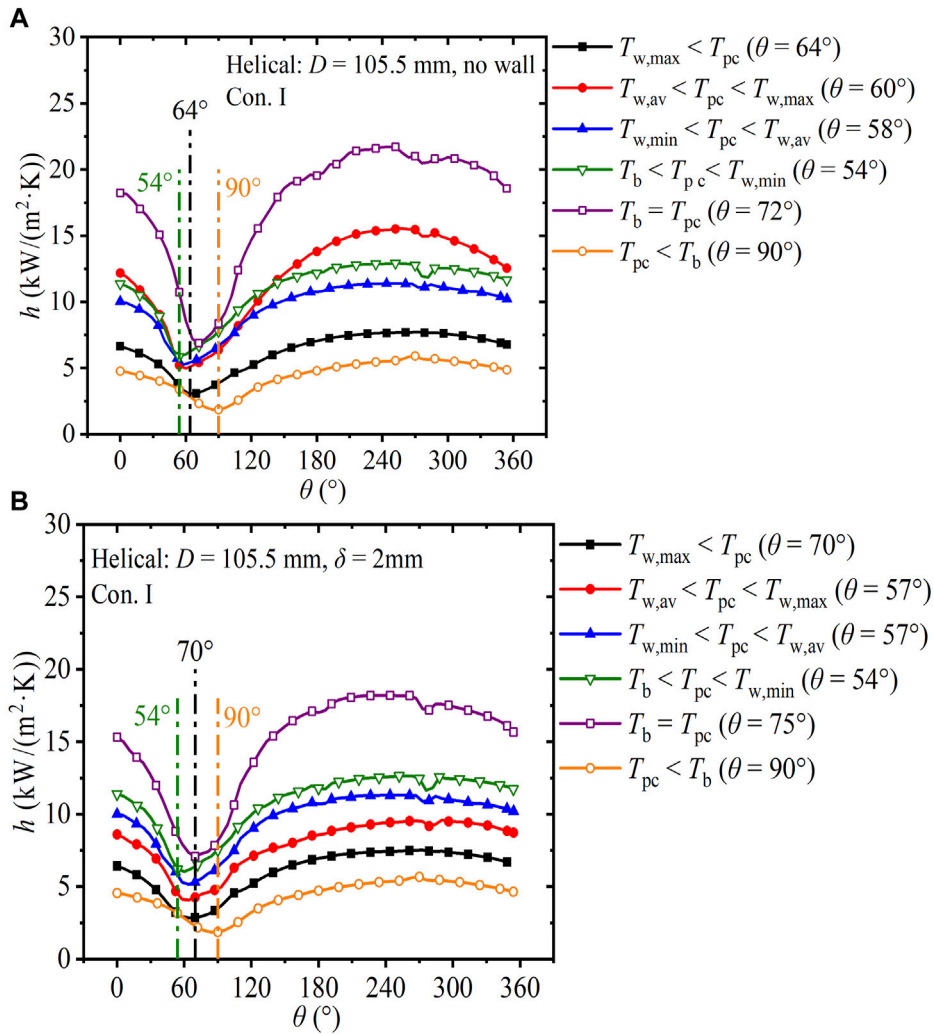 A
30
25
20
15
10
5
0
h (kW/(m²·K))
Helical: D = 105.5 mm, no wall
Con. I
64°
54°
90°
0 60 120 180 240 300 360
θ (°)
T_w,max < T_pc (θ = 64°)
T_w,av < T_pc < T_w,max (θ = 60°)
T_w,min < T_pc < T_w,av (θ = 58°)
T_b < T_p c < T_w,min (θ = 54°)
T_b = T_pc (θ = 72°)
T_pc < T_b (θ = 90°)
B
30
25
20
15
10
5
0
h (kW/(m²·K))
Helical: D = 105.5 mm, δ = 2mm
Con. I
70°
54°
90°
0 60 120 180 240 300 360
θ (°)
T_w,max < T_pc (θ = 70°)
T_w,av < T_pc < T_w,max (θ = 57°)
T_w,min < T_pc < T_w,av (θ = 57°)
T_b < T_pc < T_w,min (θ = 54°)
T_b = T_pc (θ = 75°)
T_pc < T_b (θ = 90°)